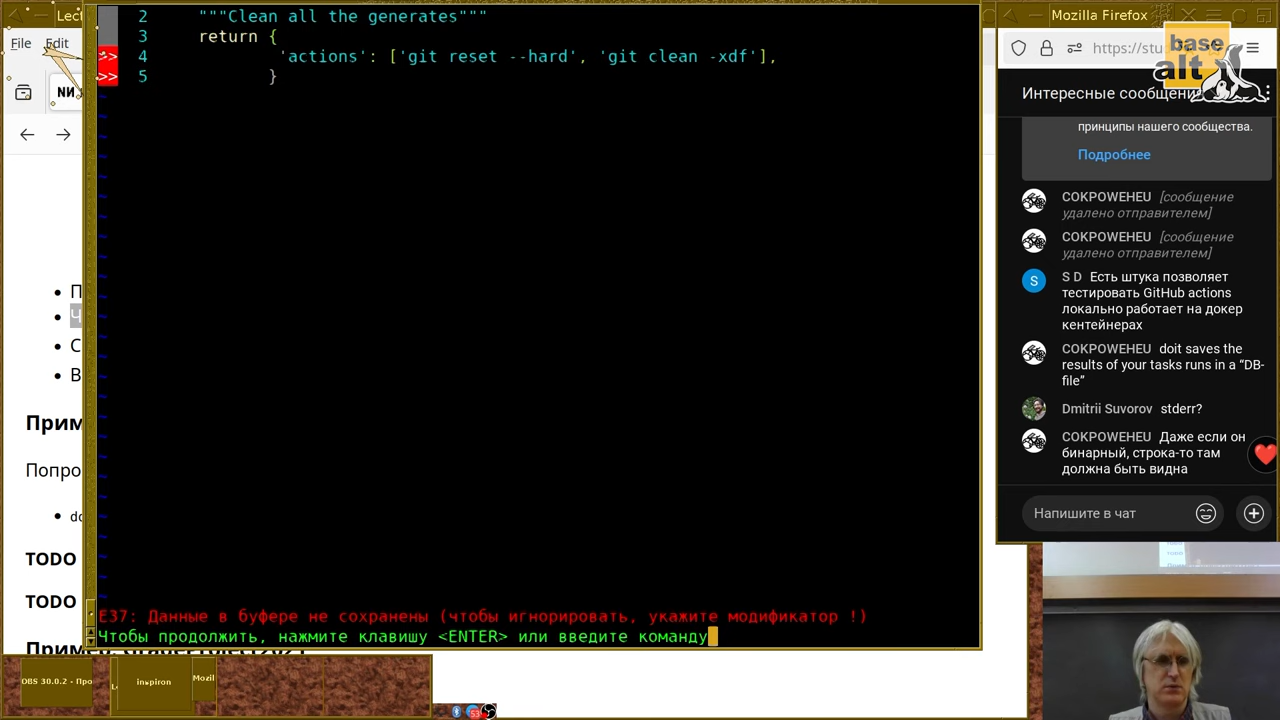 Lect
File Edit
2 """Clean all the generates"""
3 return {
>> 4 'actions': ['git reset --hard', 'git clean -xdf'],
>> 5 }
~
E37: Данные в буфере не сохранены (чтобы игнорировать, укажите модификатор !)
Чтобы продолжить, нажмите клавишу <ENTER> или введите команду
П
Ч
С
В
Прим
Попро
do
TODO
TODO
OBS 30.0.2 - Про
inspiron
Mozil
Mozilla Firefox
https://stu
base
alt
Интересные сообщени
принципы нашего сообщества.
Подробнее
COKPOWEHEU [сообщение
удалено отправителем]
COKPOWEHEU [сообщение
удалено отправителем]
S
S D Есть штука позволяет
тестировать GitHub actions
локально работает на докер
кентейнерах
COKPOWEHEU doit saves the
results of your tasks runs in a “DB-
file”
Dmitrii Suvorov stderr?
COKPOWEHEU Даже если он
бинарный, строка-то там
должна быть видна
Напишите в чат